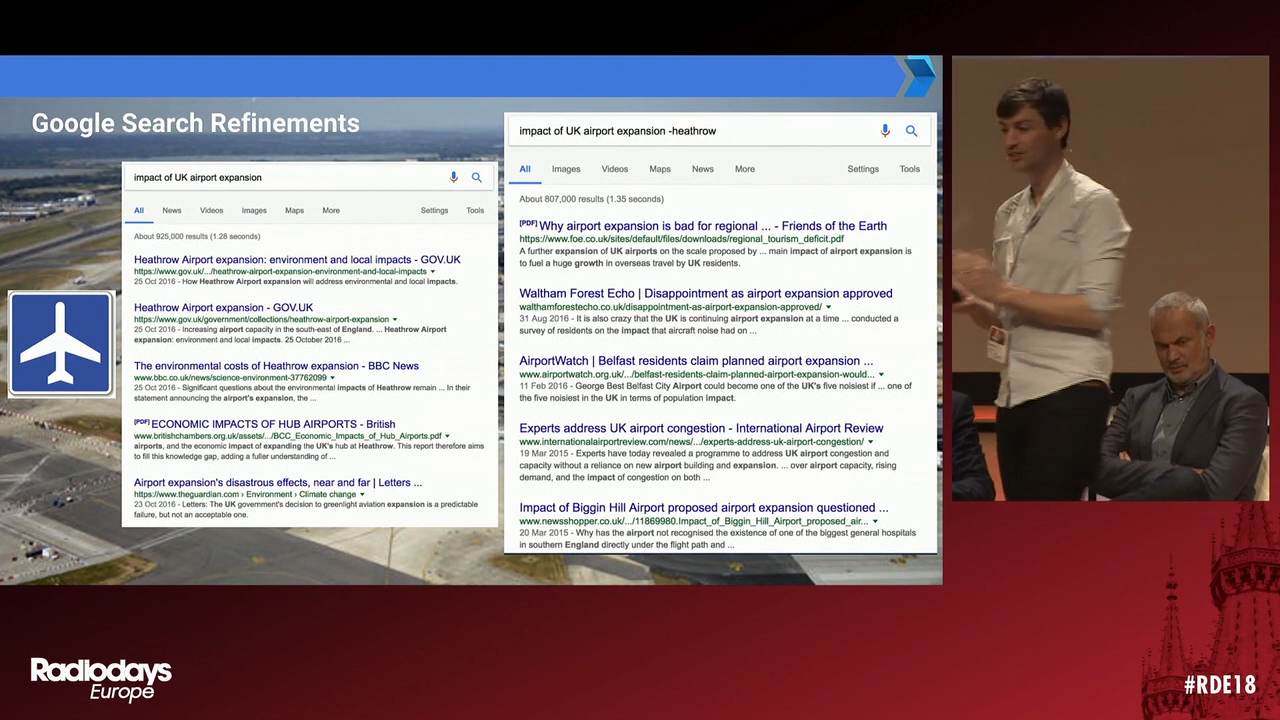 Google Search Refinements
impact of UK airport expansion
All News Videos Images Maps More Settings Tools
About 925,000 results (1.28 seconds)
Heathrow Airport expansion: environment and local impacts - GOV.UK
https://www.gov.uk/.../heathrow-airport-expansion-environment-and-local-impacts
25 Oct 2016 - How Heathrow Airport expansion will address environmental and local impacts.
Heathrow Airport expansion - GOV.UK
https://www.gov.uk/government/collections/heathrow-airport-expansion
25 Oct 2016 - Increasing airport capacity in the south-east of England. ... Heathrow Airport
expansion: environment and local impacts. 25 October 2016 ...
The environmental costs of Heathrow Airport expansion - BBC News
www.bbc.co.uk/news/science-environment-37762099
25 Oct 2016 - Significant questions about the environmental impacts of Heathrow remain ... In their
statement announcing the airport's expansion, the ...
[PDF] ECONOMIC IMPACTS OF HUB AIRPORTS - British
www.britishchambers.org.uk/assets/.../BCC_Economic_Impacts_of_Hub_Airports.pdf
airports, and the economic impact of expanding the UK's hub at Heathrow. This report therefore aims
to fill this knowledge gap, adding a fuller understanding of ...
Airport expansion's disastrous effects, near and far | Letters ...
https://www.theguardian.com › Environment › Climate change
23 Oct 2016 - Letters: The UK government's decision to greenlight aviation expansion is a predictable
failure, but not an acceptable one.
impact of UK airport expansion -heathrow
All Images Videos Maps News More Settings Tools
About 807,000 results (1.35 seconds)
[PDF] Why airport expansion is bad for regional ... - Friends of the Earth
https://www.foe.co.uk/sites/default/files/downloads/regional_tourism_deficit.pdf
A further expansion of UK airports on the scale proposed by ... main impact of airport expansion is
to fuel a huge growth in overseas travel by UK residents.
Waltham Forest Echo | Disappointment as airport expansion approved
walthamforestecho.co.uk/disappointment-as-airport-expansion-approved/
31 Aug 2016 - It is also crazy that the UK is continuing airport expansion at a time ... conducted a
survey of residents on the impact that aircraft noise had on ...
AirportWatch | Belfast residents claim planned airport expansion ...
www.airportwatch.org.uk/.../belfast-residents-claim-planned-airport-expansion-would...
11 Feb 2016 - George Best Belfast City Airport could become one of the UK's five noisiest if ... one of
the five noisiest in the UK in terms of population impact.
Experts address UK airport congestion - International Airport Review
www.internationalairportreview.com/news/.../experts-address-uk-airport-congestion/
19 Mar 2015 - Experts have today revealed a programme to address UK airport congestion and
capacity without a reliance on new airport building and expansion. ... over airport capacity, rising
demand, and the impact of congestion on both ...
Impact of Biggin Hill Airport proposed airport expansion questioned ...
www.newsshopper.co.uk/.../11869980.Impact_of_Biggin_Hill_Airport_proposed_air...
20 Mar 2015 - Why has the airport not recognised the existence of one of the biggest general hospitals
in southern England directly under the flight path and ...
Radiodays
Europe
#RDE18